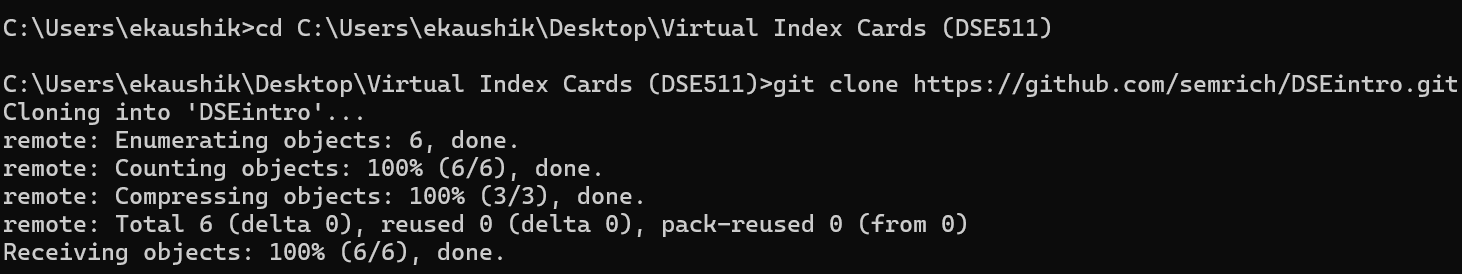 C:\Users\ekaushik>cd C:\Users\ekaushik\Desktop\Virtual Index Cards (DSE511)
C:\Users\ekaushik\Desktop\Virtual Index Cards (DSE511)>git clone https://github.com/semrich/DSEintro.git
Cloning into 'DSEintro'...
remote: Enumerating objects: 6, done.
remote: Counting objects: 100% (6/6), done.
remote: Compressing objects: 100% (3/3), done.
remote: Total 6 (delta 0), reused 0 (delta 0), pack-reused 0 (from 0)
Receiving objects: 100% (6/6), done.